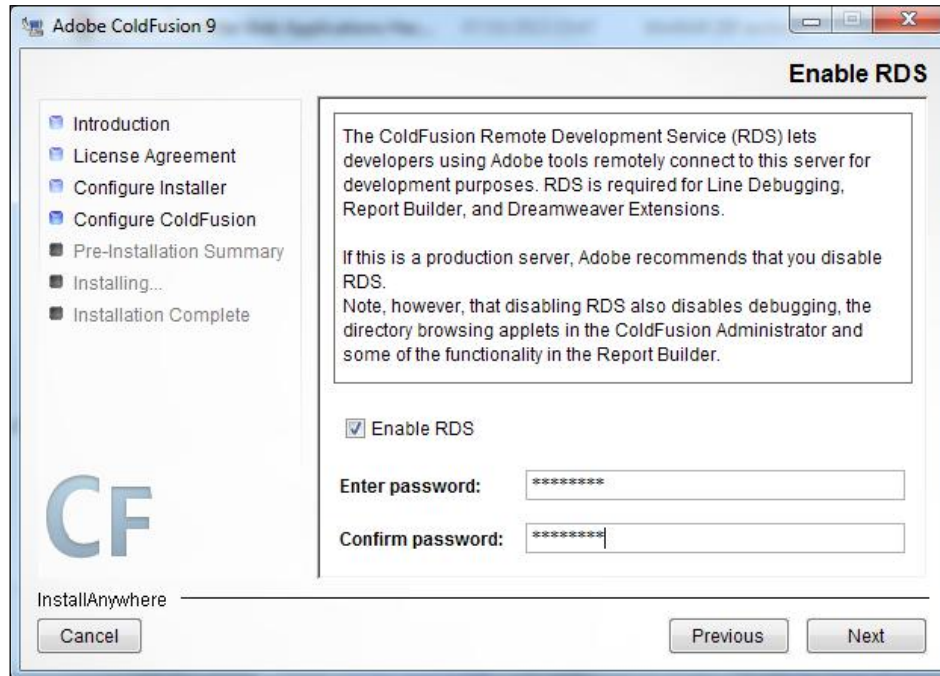 Adobe ColdFusion 9
Enable RDS
Introduction
License Agreement
Configure Installer
Configure ColdFusion
Pre-Installation Summary
Installing...
Installation Complete
The ColdFusion Remote Development Service (RDS) lets
developers using Adobe tools remotely connect to this server for
development purposes. RDS is required for Line Debugging,
Report Builder, and Dreamweaver Extensions.
If this is a production server, Adobe recommends that you disable
RDS.
Note, however, that disabling RDS also disables debugging, the
directory browsing applets in the ColdFusion Administrator and
some of the functionality in the Report Builder.
Enable RDS
Enter password: ********
Confirm password: ********
CF
InstallAnywhere
Cancel Previous Next